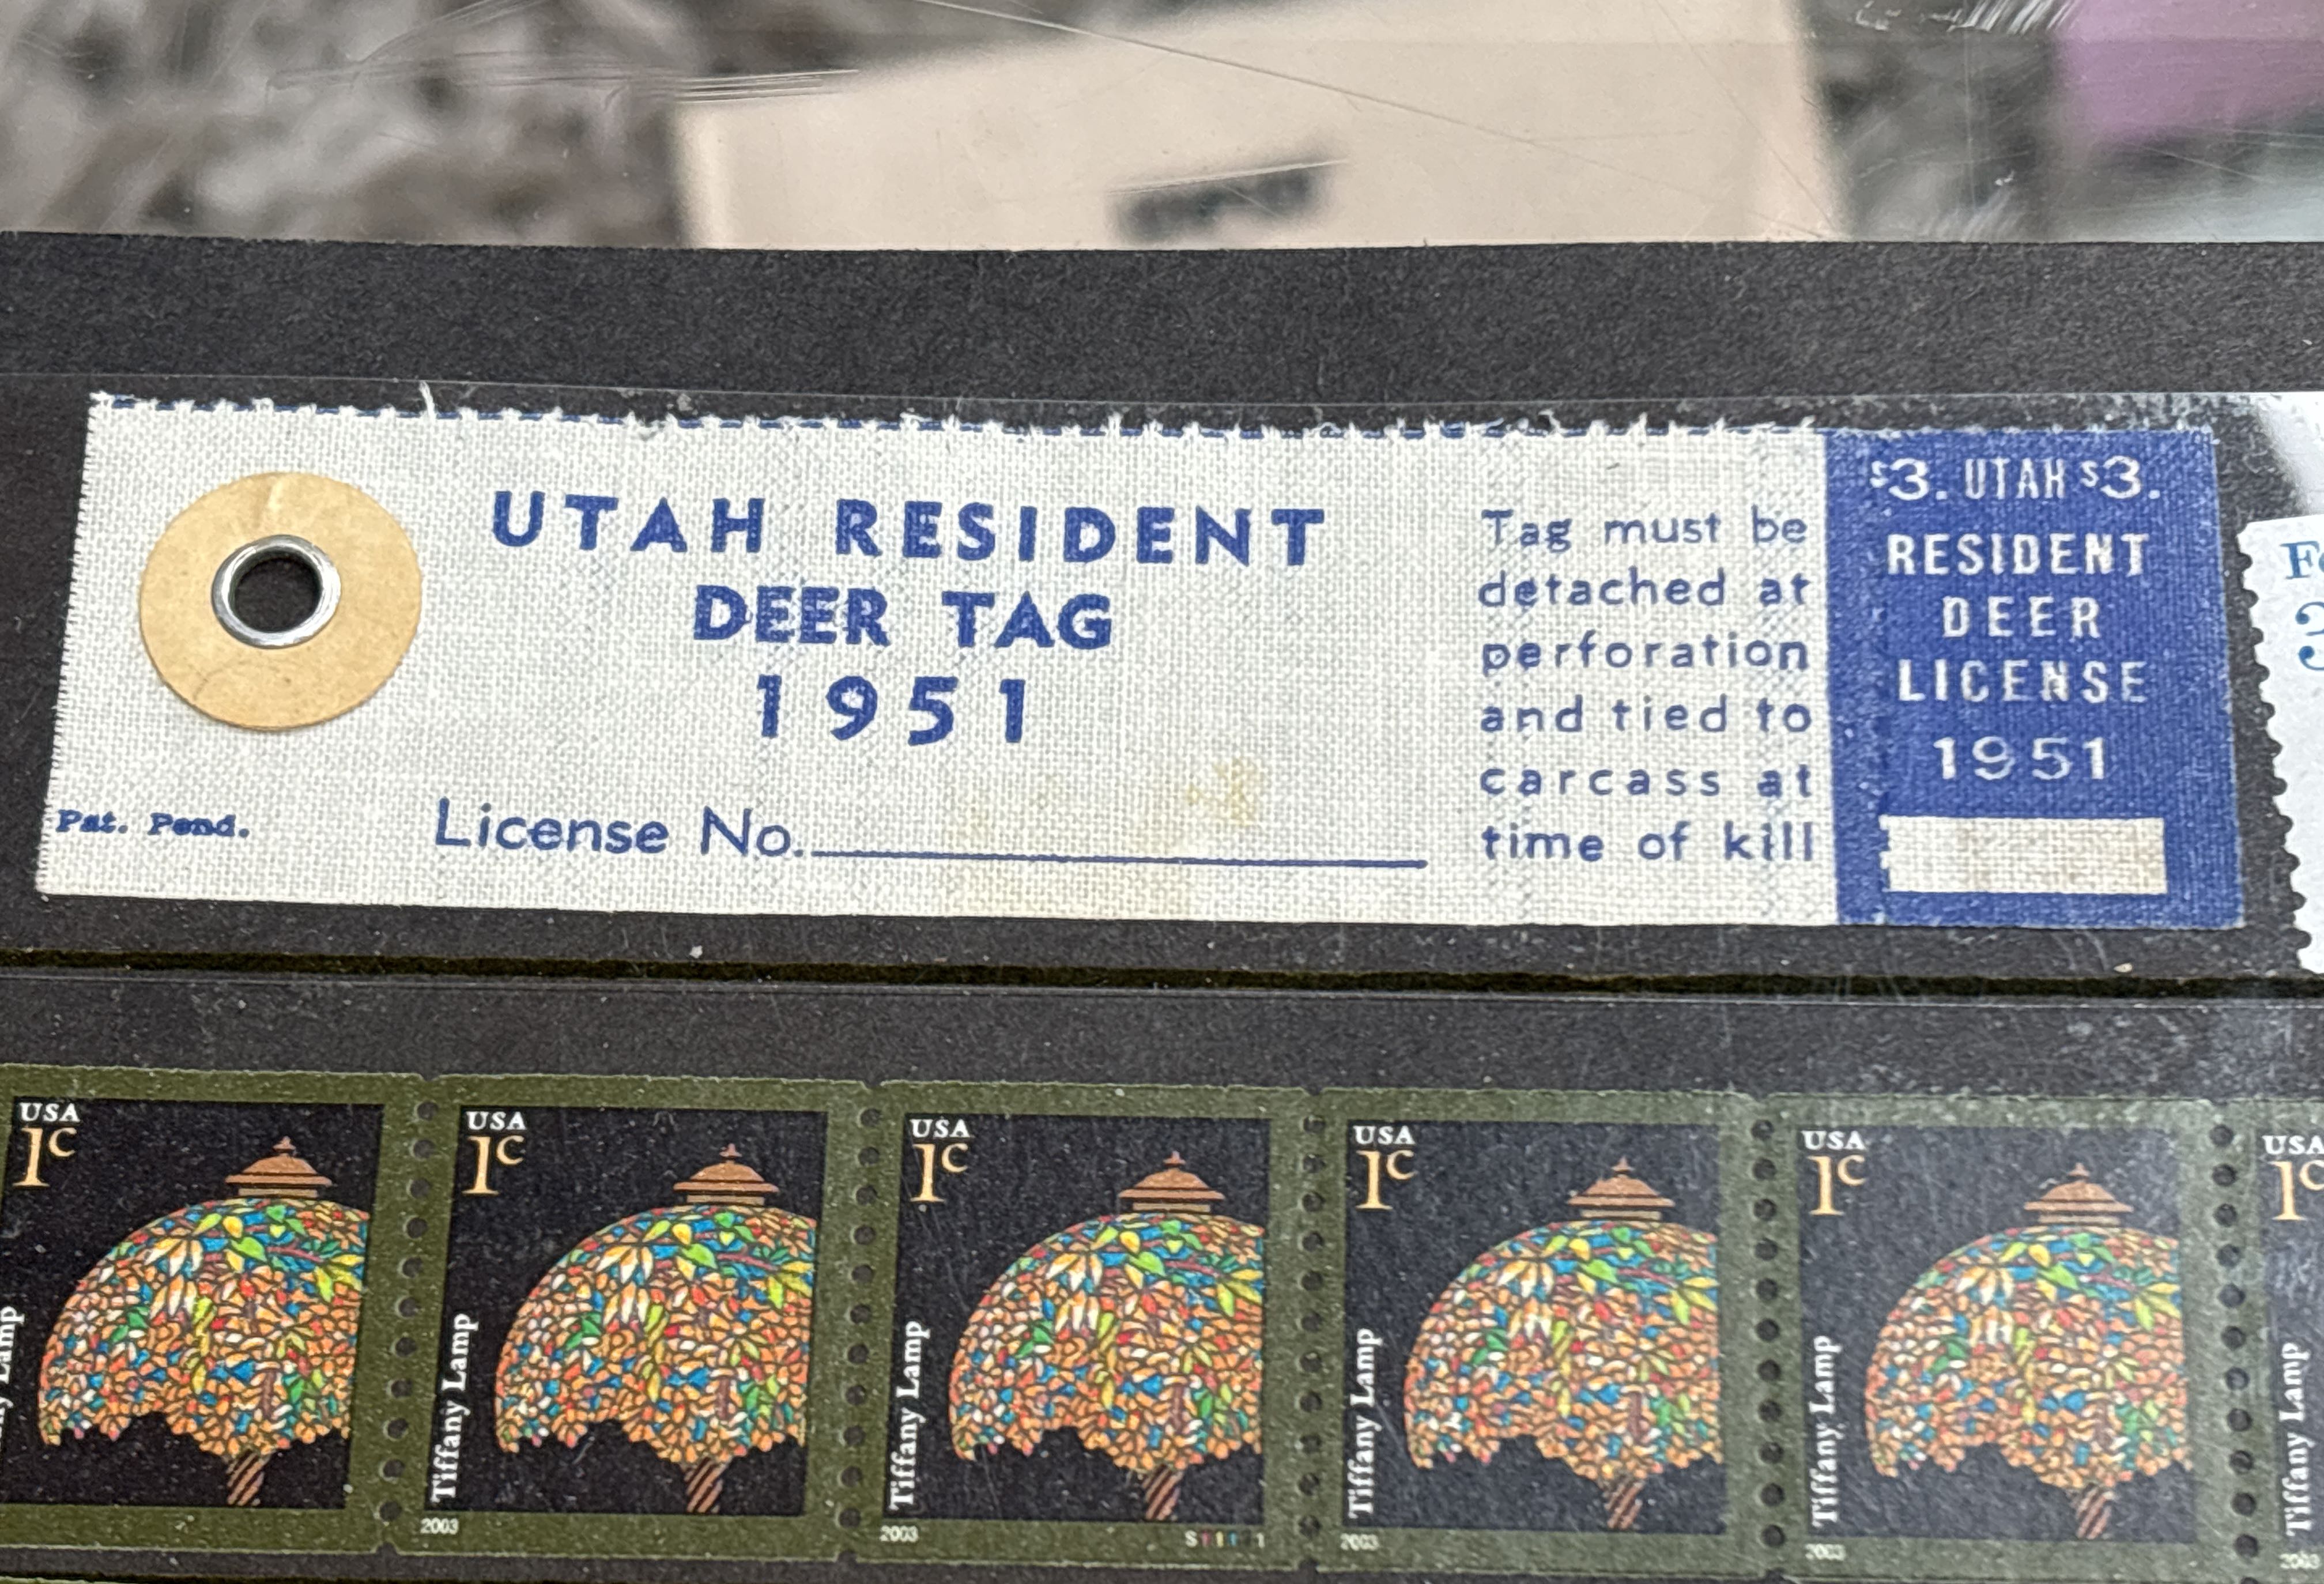 UTAH RESIDENT
DEER TAG
1951
License No.
Pat. Pend.
Tag must be
detached at
perforation
and tied to
carcass at
time of kill
$3. UTAH $3.
RESIDENT
DEER
LICENSE
1951
USA
1c
Tiffany Lamp
USA
1c
Tiffany Lamp
2003
USA
1c
Tiffany Lamp
2003
USA
1c
Tiffany Lamp
2003
USA
1c
Tiffany Lamp
2003
USA
1c
Tiffany Lamp
2003